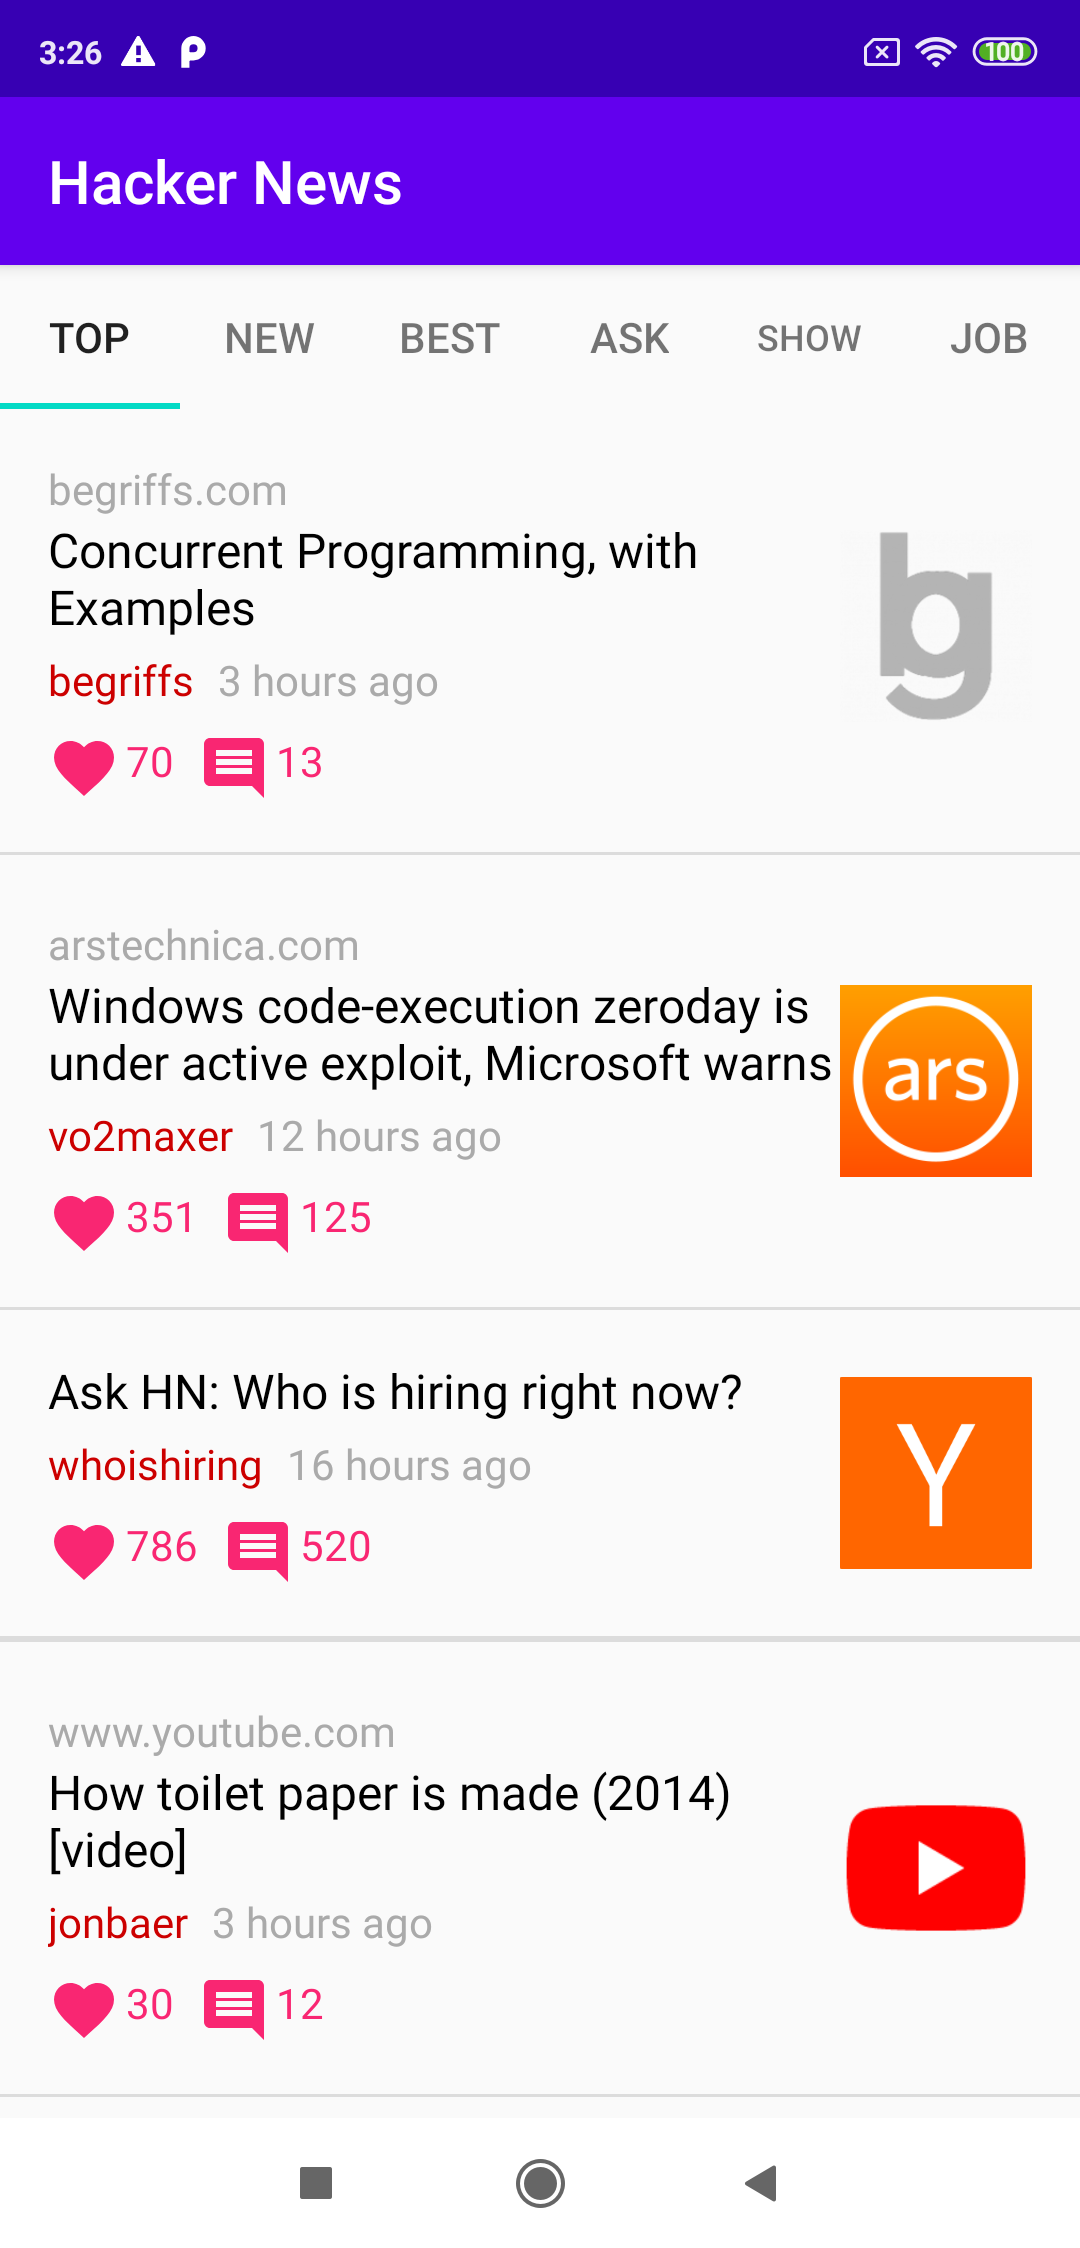 3:26 100
Hacker News
TOP NEW BEST ASK SHOW JOB
begriffs.com
Concurrent Programming, with
Examples
begriffs 3 hours ago
70 13
bg
arstechnica.com
Windows code-execution zeroday is
under active exploit, Microsoft warns
vo2maxer 12 hours ago
351 125
ars
Ask HN: Who is hiring right now?
whoishiring 16 hours ago
786 520
Y
www.youtube.com
How toilet paper is made (2014)
[video]
jonbaer 3 hours ago
30 12